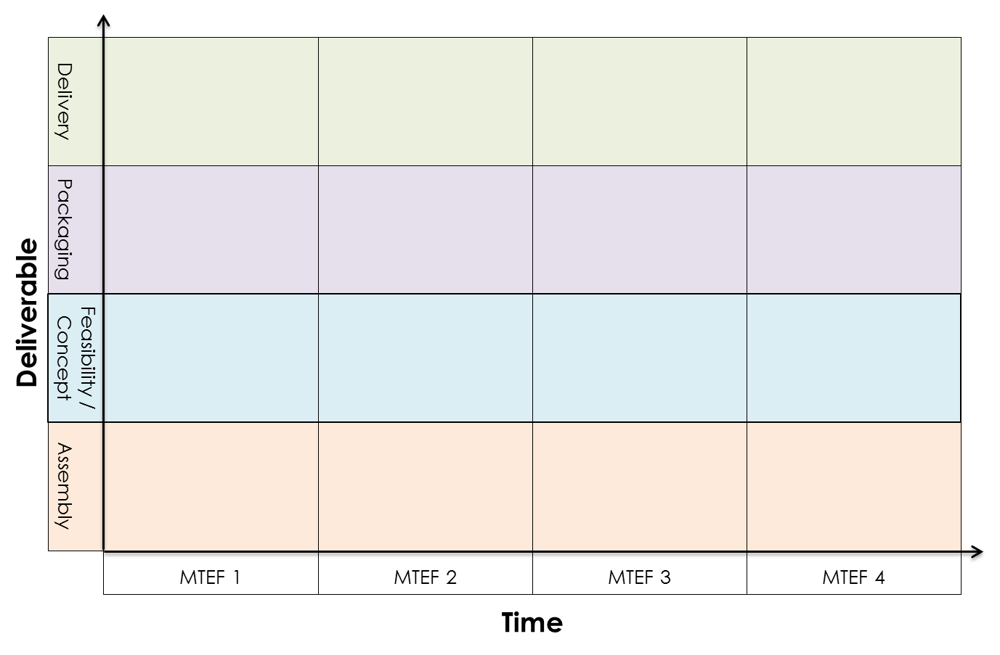 Deliverable
Delivery
Packaging
Feasibility /
Concept
Assembly
MTEF 1
MTEF 2
MTEF 3
MTEF 4
Time